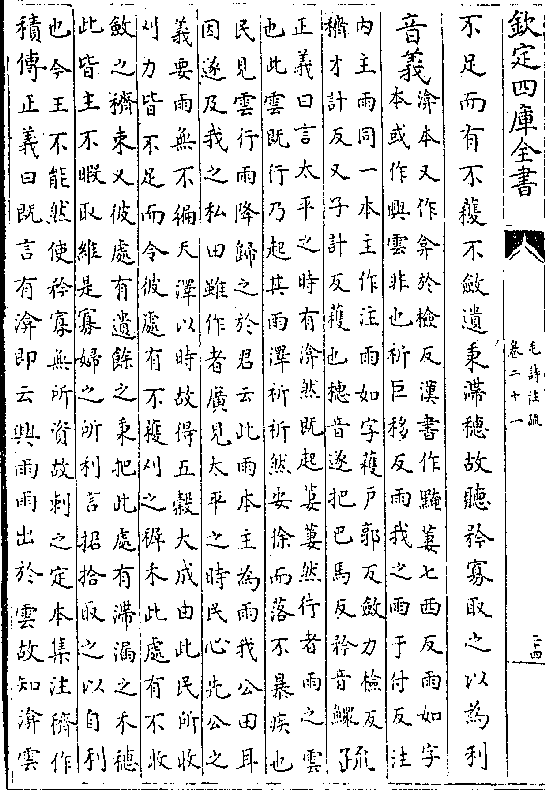 欽定四庫全書
毛詩注疏
卷二十一
二四
不足而有不穫不斂遺秉滯穗故聽矜寡取之以為利
音義渰本又作弇於檢反漢書作黤萋七西反雨如字
本或作興雲非也祈巨移反雨我之雨于付反注
内主雨同一本主作注雨如字穫戸郭反斂力檢反
穧才計反又子計反穫也穗音遂把巴馬反矜音鰥
疏
正義曰言太平之時有渰然既起萋萋然行者雨之雲
也此雲既行乃起其雨澤祈祈然安徐而落不暴疾也
民見雲行雨降歸之於君云此雨本主為雨我公田耳
因遂及我之私田雖作者廣見太平之時民心先公之
義要雨無不徧天澤以時故得五穀大成由此民所收
刈力皆不足而令彼處有不穫刈之穉禾此處有不收
斂之穧束又彼處有遺餘之秉把此處有滯漏之禾穗
此皆主不暇取維是寡婦之所利言捃拾取之以自利
也今王不能然使矜寡無所資故刺之定本集注穧作
積傳正義曰既言有渰即云興雨雨出於雲故知渰雲